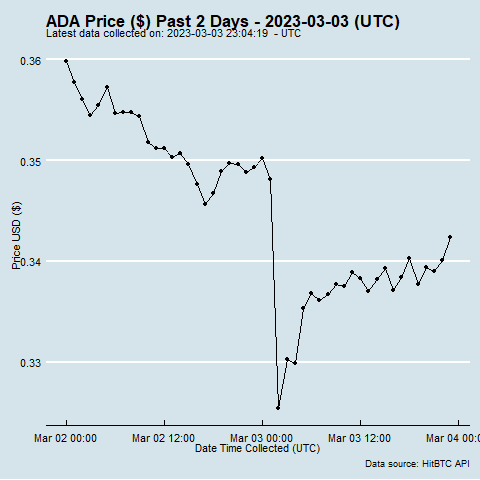 ADA Price ($) Past 2 Days - 2023-03-03 (UTC)
Latest data collected on: 2023-03-03 23:04:19 - UTC
0.36
0.35
0.34
0.33
Price USD ($)
Mar 02 00:00 Mar 02 12:00 Mar 03 00:00 Mar 03 12:00 Mar 04 00:00
Date Time Collected (UTC)
Data source: HitBTC API